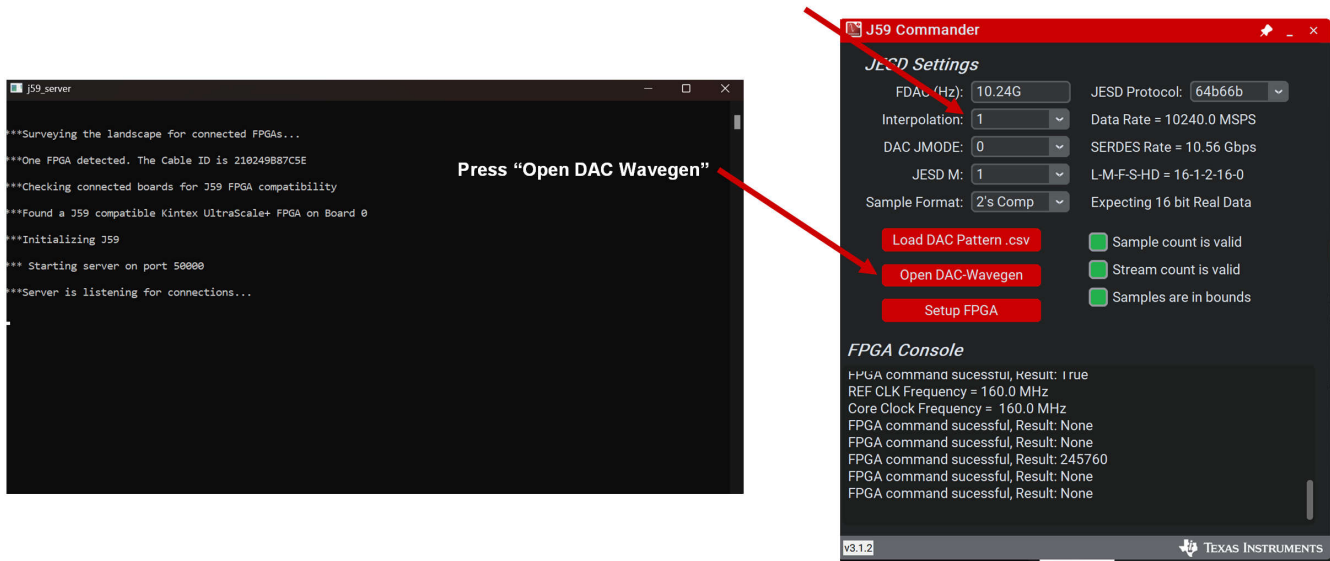 j59_server
***Surveying the landscape for connected FPGAs...
***One FPGA detected. The Cable ID is 210249B87C5E
***Checking connected boards for J59 FPGA compatibility
***Found a J59 compatible Kintex UltraScale+ FPGA on Board 0
***Initializing J59
*** Starting server on port 50000
***Server is listening for connections...
Press “Open DAC Wavegen”
J59 Commander
JESD Settings
FDAC (Hz): 10.24G JESD Protocol: 64b66b
Interpolation: 1 Data Rate = 10240.0 MSPS
DAC JMODE: 0 SERDES Rate = 10.56 Gbps
JESD M: 1 L-M-F-S-HD = 16-1-2-16-0
Sample Format: 2's Comp Expecting 16 bit Real Data
Load DAC Pattern .csv Sample count is valid
Open DAC-Wavegen Stream count is valid
Setup FPGA Samples are in bounds
FPGA Console
FPGA command sucessful, Result: True
REF CLK Frequency = 160.0 MHz
Core Clock Frequency = 160.0 MHz
FPGA command sucessful, Result: None
FPGA command sucessful, Result: None
FPGA command sucessful, Result: 245760
FPGA command sucessful, Result: None
FPGA command sucessful, Result: None
v3.1.2 TEXAS INSTRUMENTS